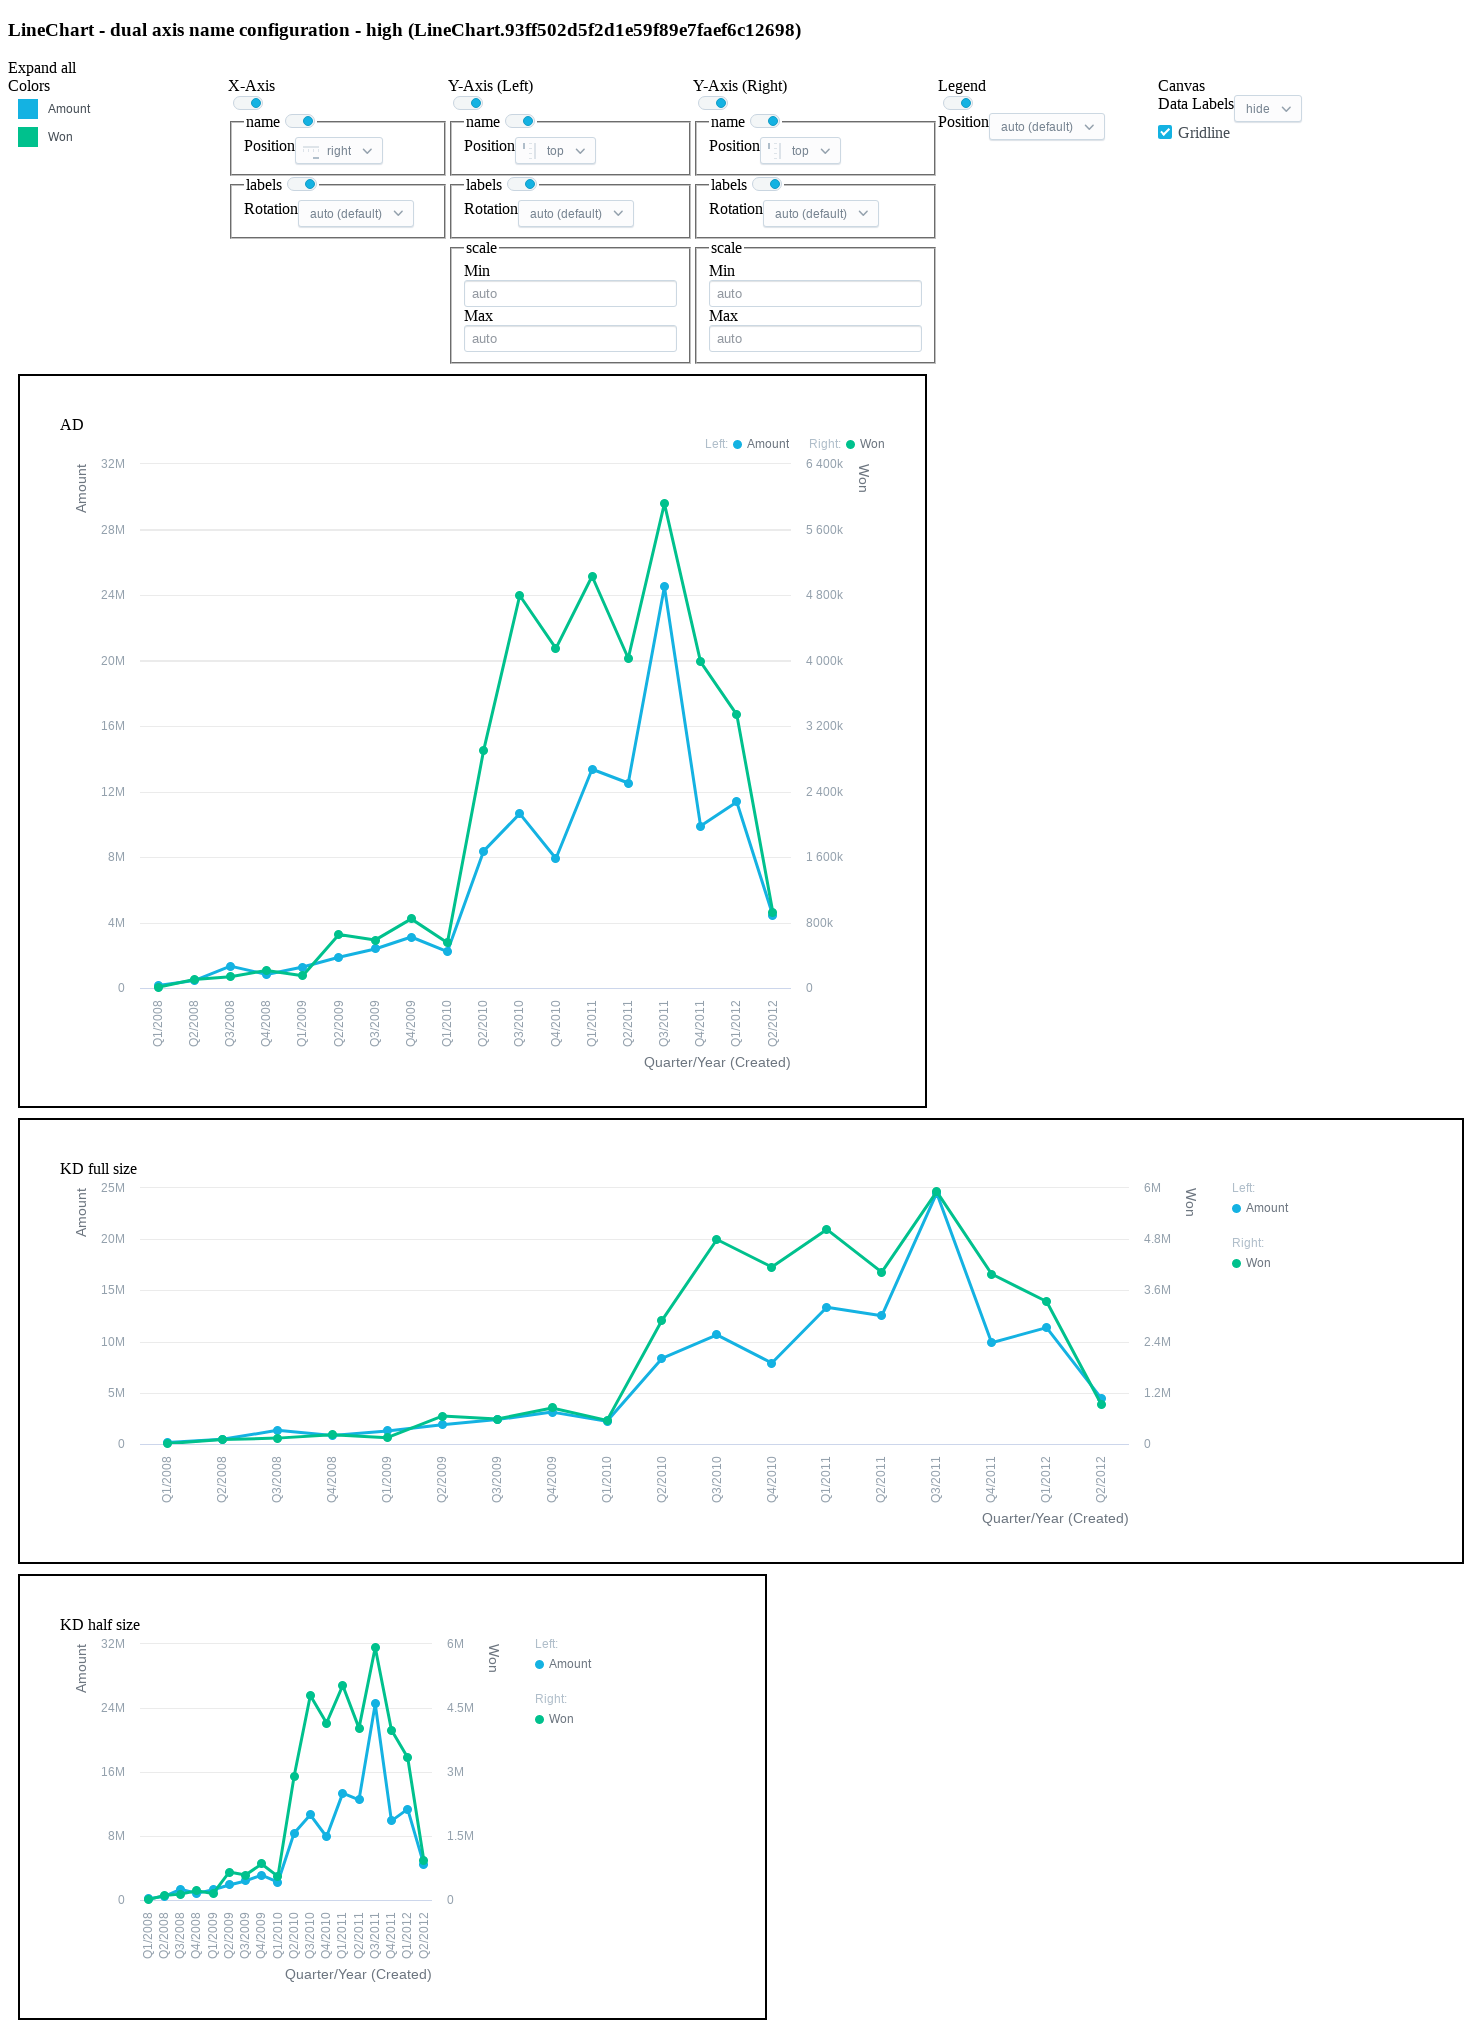 LineChart - dual axis name configuration - high (LineChart.93ff502d5f2d1e59f89e7faef6c12698)
Expand all
Colors
Amount
Won
X-Axis
name
Position right
labels
Rotation auto (default)
Y-Axis (Left)
name
Position top
labels
Rotation auto (default)
scale
Min
auto
Max
auto
Y-Axis (Right)
name
Position top
labels
Rotation auto (default)
scale
Min
auto
Max
auto
Legend
Position auto (default)
Canvas
Data Labels hide
Gridline
AD
Left: Amount Right: Won
Amount
32M
28M
24M
20M
16M
12M
8M
4M
0
6 400k
5 600k
4 800k
4 000k
3 200k
2 400k
1 600k
800k
0
Won
Q1/2008
Q2/2008
Q3/2008
Q4/2008
Q1/2009
Q2/2009
Q3/2009
Q4/2009
Q1/2010
Q2/2010
Q3/2010
Q4/2010
Q1/2011
Q2/2011
Q3/2011
Q4/2011
Q1/2012
Q2/2012
Quarter/Year (Created)
KD full size
Amount
25M
20M
15M
10M
5M
0
6M
4.8M
3.6M
2.4M
1.2M
0
Won
Left:
Amount
Right:
Won
Q1/2008
Q2/2008
Q3/2008
Q4/2008
Q1/2009
Q2/2009
Q3/2009
Q4/2009
Q1/2010
Q2/2010
Q3/2010
Q4/2010
Q1/2011
Q2/2011
Q3/2011
Q4/2011
Q1/2012
Q2/2012
Quarter/Year (Created)
KD half size
Amount
32M
24M
16M
8M
0
6M
4.5M
3M
1.5M
0
Won
Left:
Amount
Right:
Won
Q1/2008
Q2/2008
Q3/2008
Q4/2008
Q1/2009
Q2/2009
Q3/2009
Q4/2009
Q1/2010
Q2/2010
Q3/2010
Q4/2010
Q1/2011
Q2/2011
Q3/2011
Q4/2011
Q1/2012
Q2/2012
Quarter/Year (Created)